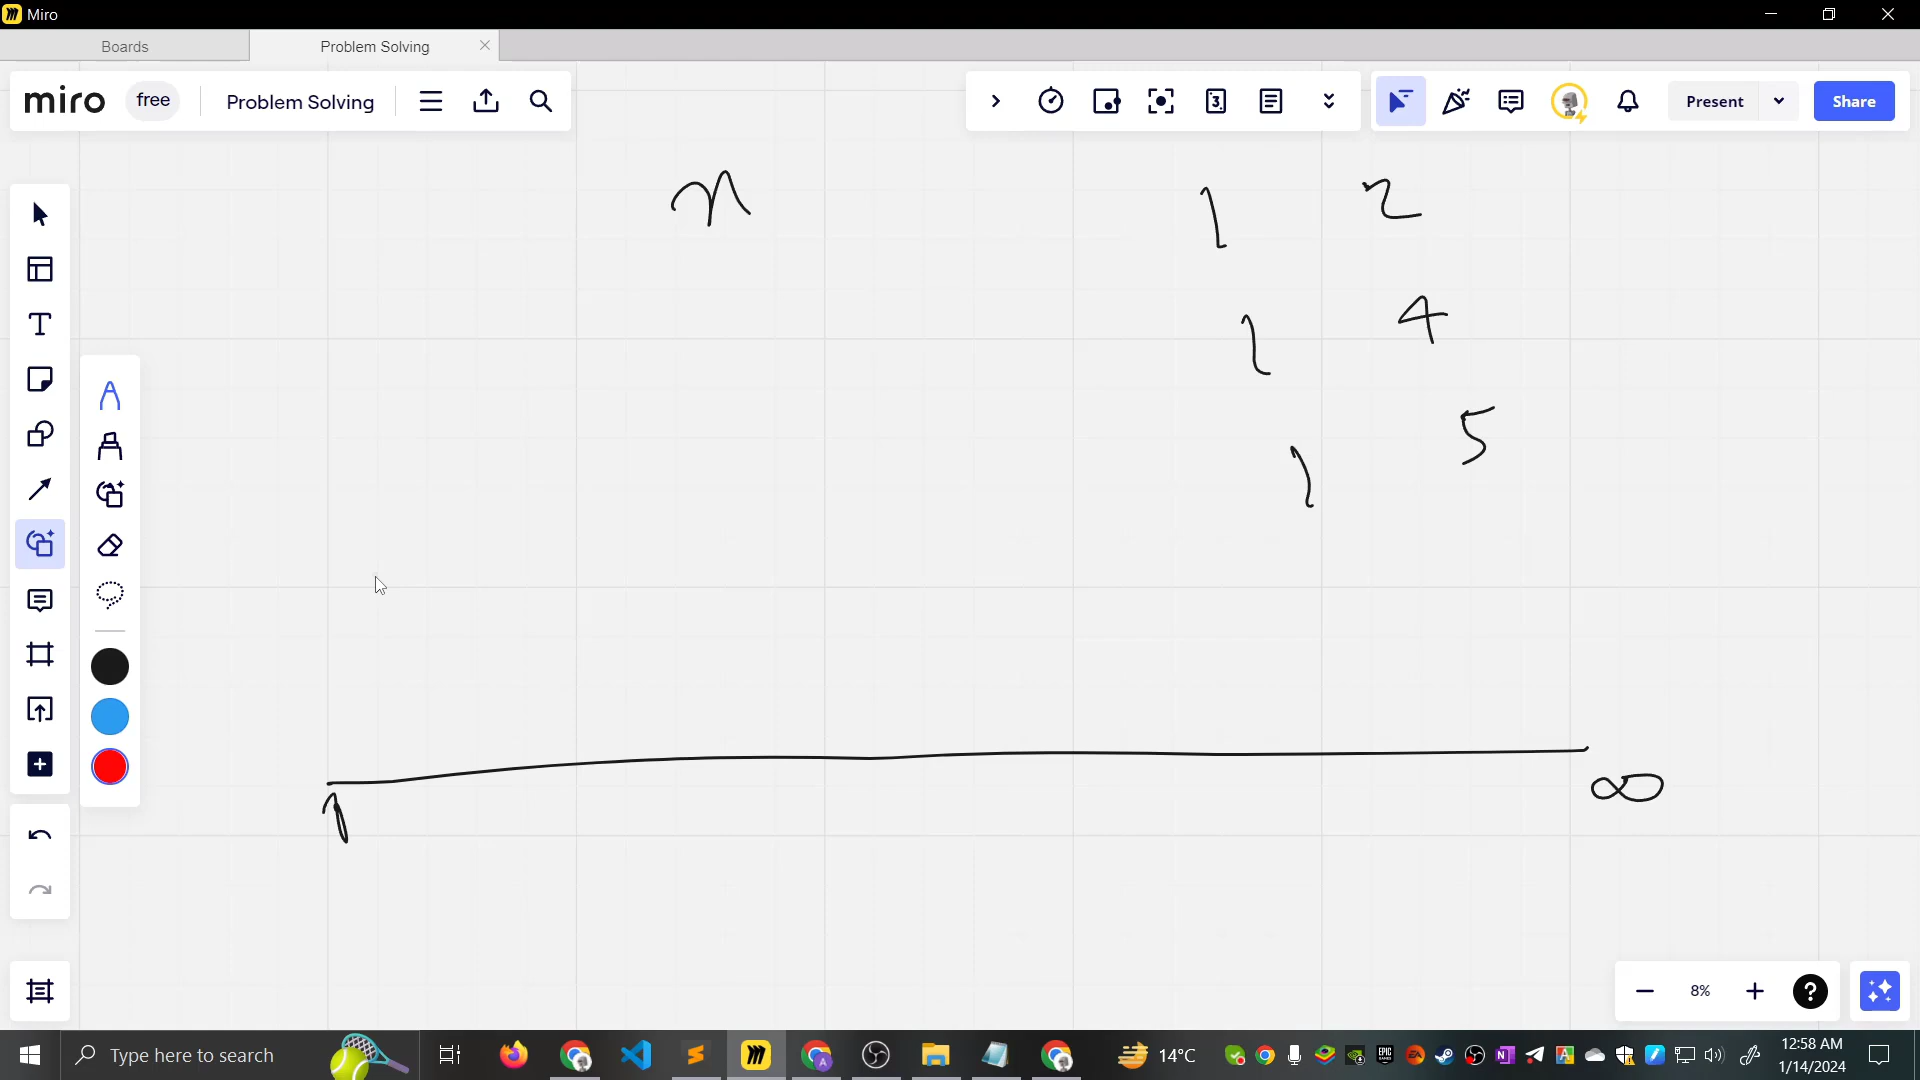 Miro
Boards
Problem Solving
miro
free
Problem Solving
Present
Share
n
1 2
1 4
1 5
1
∞
8%
Type here to search
14°C
12:58 AM
1/14/2024